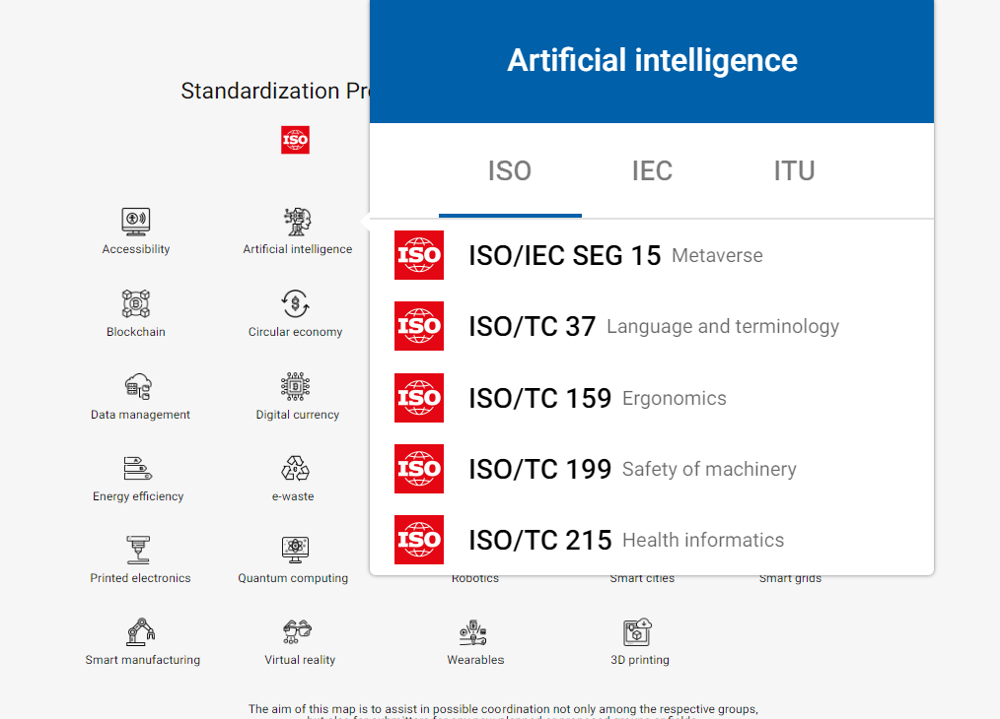 Artificial intelligence
Standardization Pr
ISO
ISO IEC ITU
Accessibility
Artificial intelligence
Blockchain
Circular economy
Data management
Digital currency
Energy efficiency
e-waste
Printed electronics
Quantum computing
Robotics
Smart cities
Smart grids
Smart manufacturing
Virtual reality
Wearables
3D printing
ISO ISO/IEC SEG 15 Metaverse
ISO ISO/TC 37 Language and terminology
ISO ISO/TC 159 Ergonomics
ISO ISO/TC 199 Safety of machinery
ISO ISO/TC 215 Health informatics
The aim of this map is to assist in possible coordination not only among the respective groups,